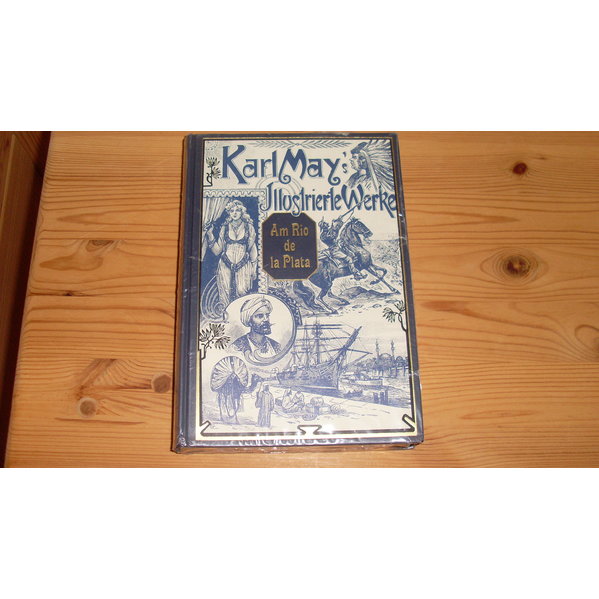 Karl May's
Illustrierte Werke
Am Rio
de
la Plata